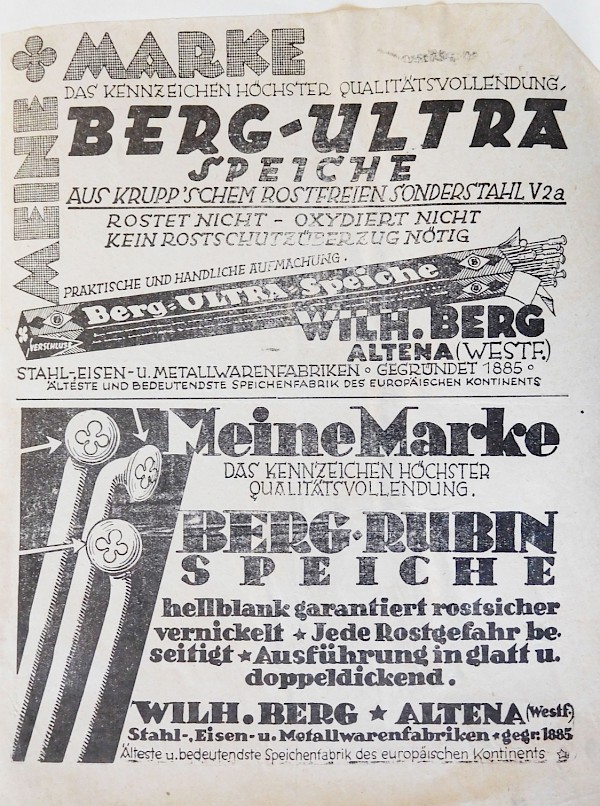 MEINE MARKE
DAS KENNZEICHEN HÖCHSTER QUALITÄTSVOLLENDUNG,
BERG-ULTRA
SPEICHE
AUS KRUPP'SCHEM ROSTFREIEN SONDERSTAHL V2a
ROSTET NICHT - OXYDIERT NICHT
KEIN ROSTSCHUTZÜBERZUG NÖTIG
PRAKTISCHE UND HANDLICHE AUFMACHUNG.
Berg-ULTRA-Speiche
VERSCHLUSS
WILH. BERG
ALTENA (WESTF.)
STAHL-, EISEN- U. METALLWARENFABRIKEN ∘ GEGRÜNDET 1885 ∘
ÄLTESTE UND BEDEUTENDSTE SPEICHENFABRIK DES EUROPÄISCHEN KONTINENTS
Meine Marke
DAS KENNZEICHEN HÖCHSTER
QUALITÄTSVOLLENDUNG.
BERG-RUBIN
SPEICHE
hellblank garantiert rostsicher
vernickelt ★ Jede Rostgefahr be-
seitigt ★ Ausführung in glatt u.
doppeldickend.
WILH. BERG ★ ALTENA (Westf.)
Stahl-, Eisen- u. Metallwarenfabriken ★ gegr. 1885
Älteste u. bedeutendste Speichenfabrik des europäischen Kontinents ☆